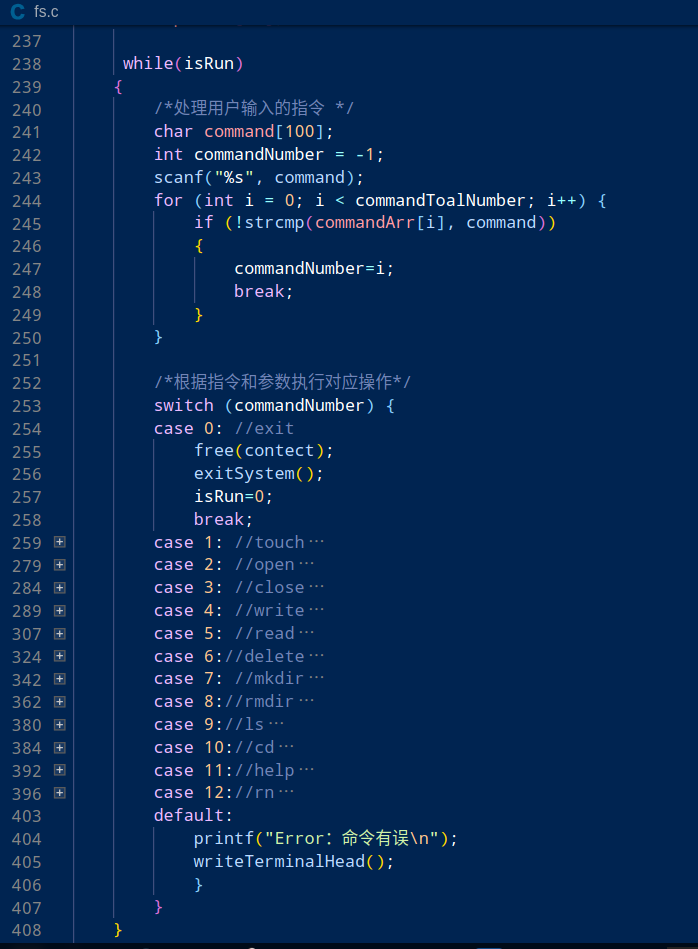 C fs.c
237
238 while(isRun)
239 {
240 /*处理用户输入的指令 */
241 char command[100];
242 int commandNumber = -1;
243 scanf("%s", command);
244 for (int i = 0; i < commandToalNumber; i++) {
245 if (!strcmp(commandArr[i], command))
246 {
247 commandNumber=i;
248 break;
249 }
250 }
251
252 /*根据指令和参数执行对应操作*/
253 switch (commandNumber) {
254 case 0: //exit
255 free(contect);
256 exitSystem();
257 isRun=0;
258 break;
259 case 1: //touch···
279 case 2: //open···
284 case 3: //close···
289 case 4: //write···
307 case 5: //read···
324 case 6://delete···
342 case 7: //mkdir···
362 case 8://rmdir···
380 case 9://ls···
384 case 10://cd···
392 case 11://help···
396 case 12://rn···
403 default:
404 printf("Error: 命令有误\n");
405 writeTerminalHead();
406 }
407 }
408 }